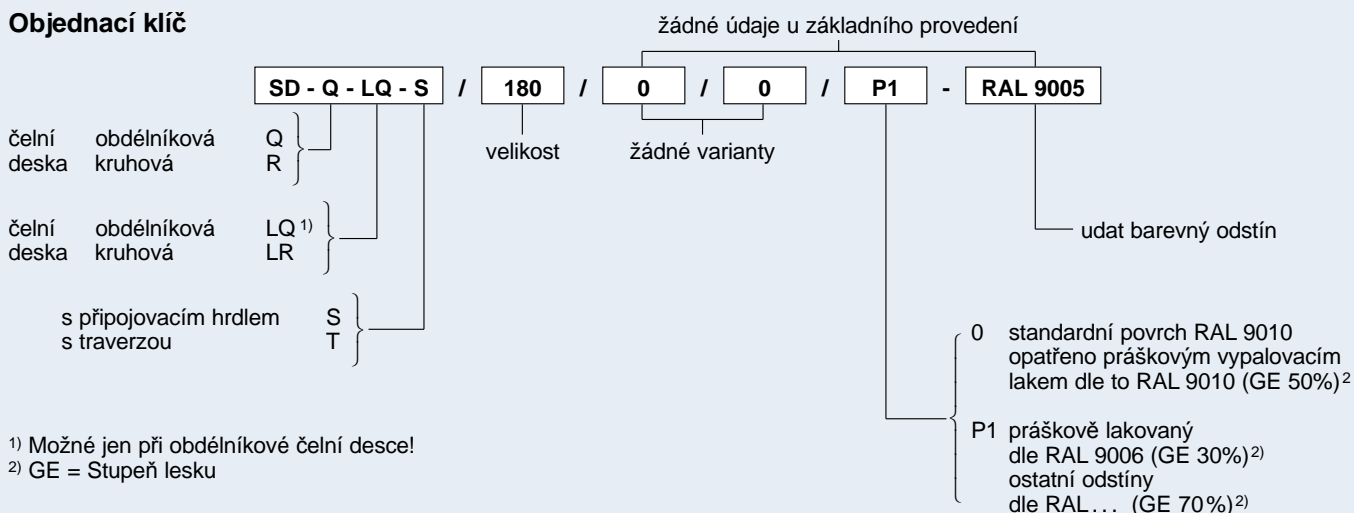 Objednací klíč
žádné údaje u základního provedení
SD - Q - LQ - S / 180 / 0 / 0 / P1 - RAL 9005
čelní obdélníková Q
deska kruhová R
velikost
žádné varianty
čelní obdélníková LQ 1)
deska kruhová LR
udat barevný odstín
s připojovacím hrdlem S
s traverzou T
0 standardní povrch RAL 9010
opatřeno práškovým vypalovacím
lakem dle to RAL 9010 (GE 50%)2
P1 práškově lakovaný
dle RAL 9006 (GE 30%)2)
ostatní odstíny
dle RAL... (GE 70%)2)
1) Možné jen při obdélníkové čelní desce!
2) GE = Stupeň lesku